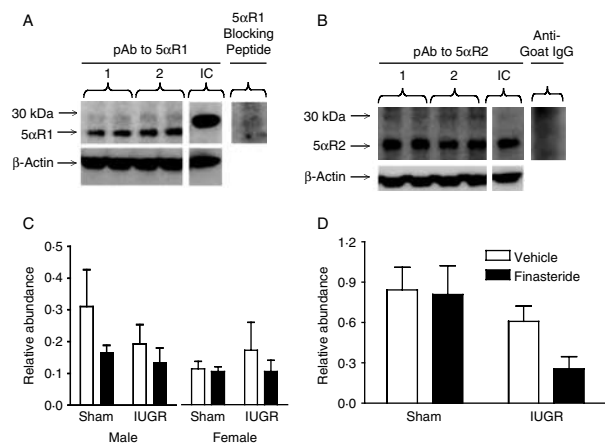 A
pAb to 5αR1
5αR1
Blocking
Peptide
1 2 IC
30 kDa
5αR1
β-Actin
B
pAb to 5αR2
Anti-
Goat IgG
1 2 IC
30 kDa
5αR2
β-Actin
C
Relative abundance
0·5
0·4
0·3
0·2
0·1
0·0
Sham IUGR Sham IUGR
Male Female
D
Relative abundance
1·2
0·9
0·6
0·3
0·0
Vehicle
Finasteride
Sham IUGR